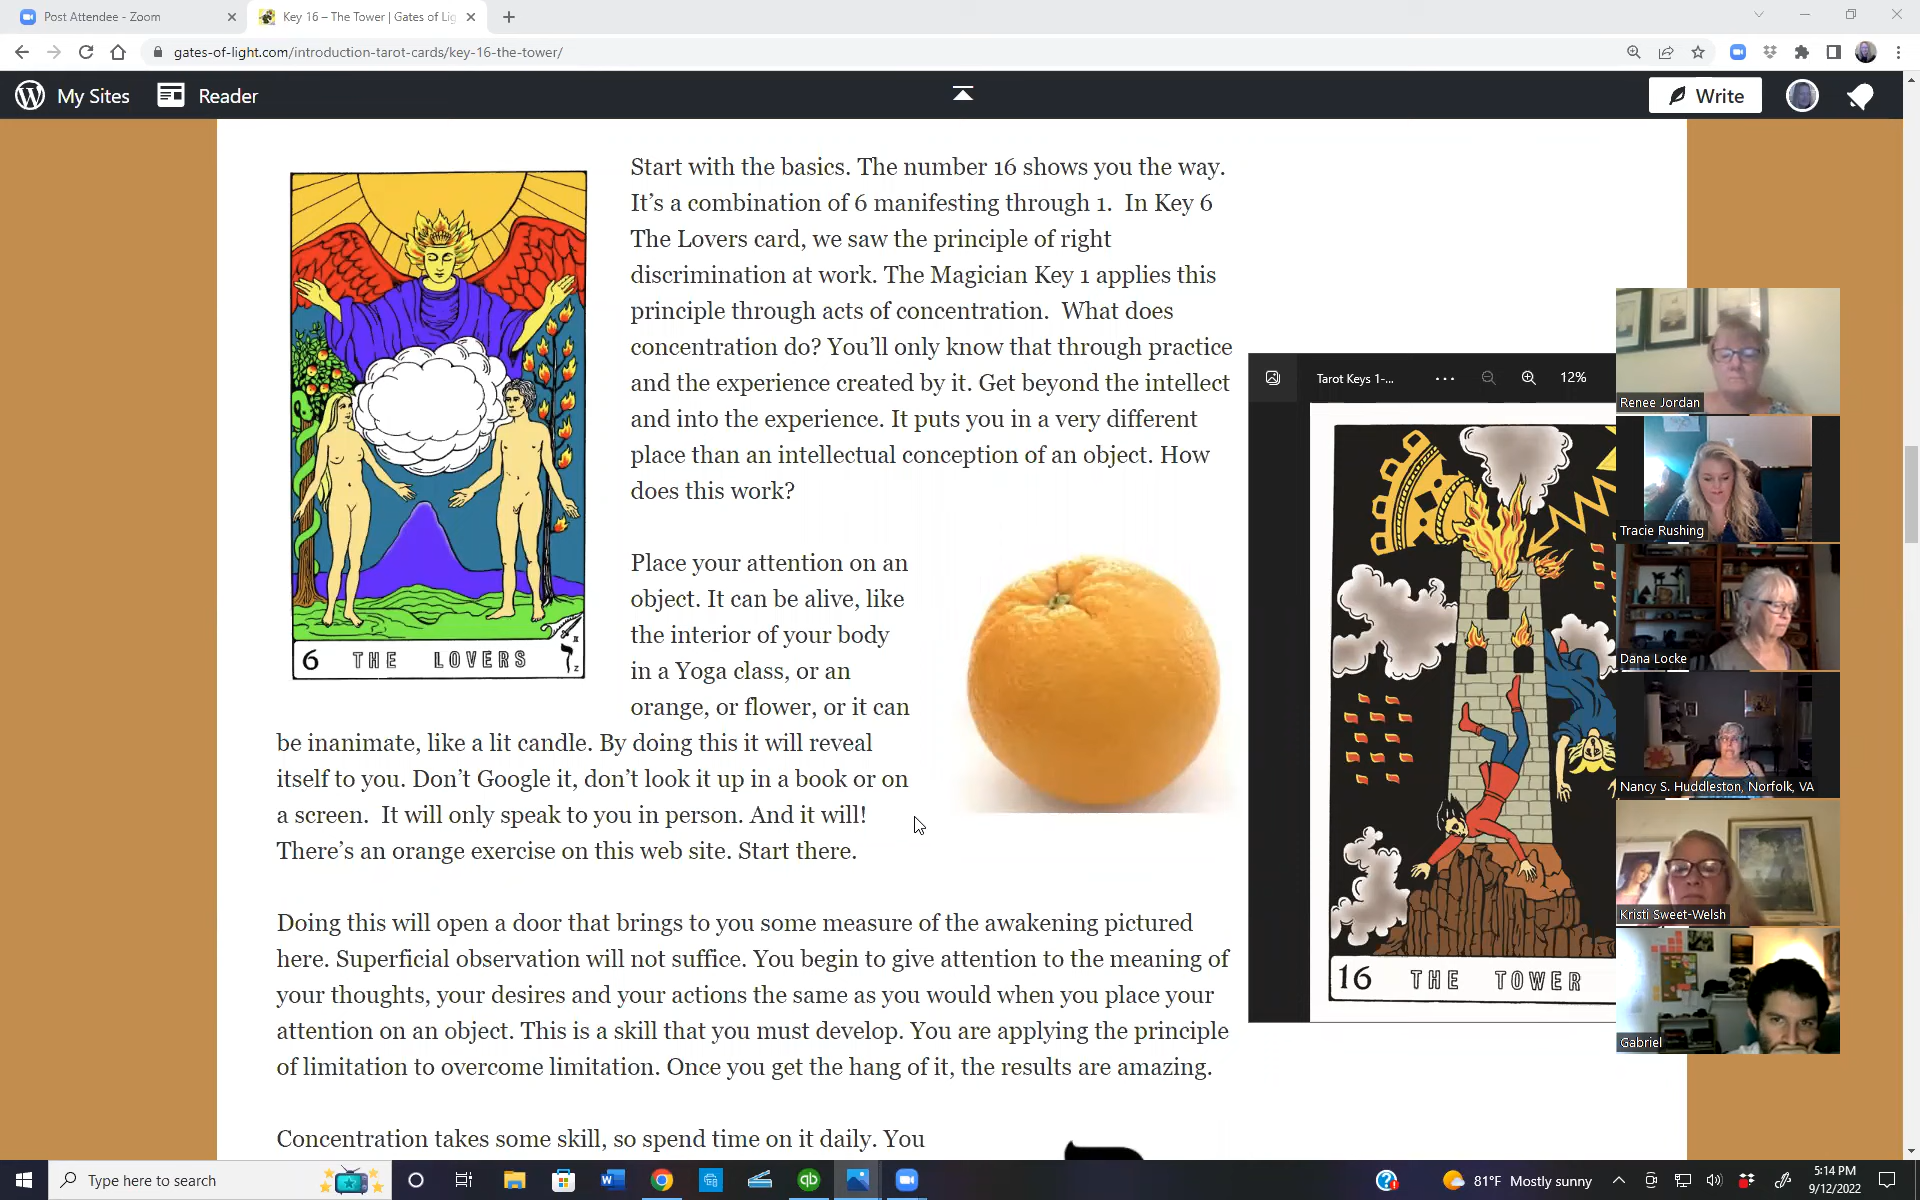 Post Attendee - Zoom
Key 16 – The Tower | Gates of Lig
gates-of-light.com/introduction-tarot-cards/key-16-the-tower/
My Sites
Reader
Write
Start with the basics. The number 16 shows you the way.
It's a combination of 6 manifesting through 1.  In Key 6
The Lovers card, we saw the principle of right
discrimination at work. The Magician Key 1 applies this
principle through acts of concentration.  What does
concentration do? You'll only know that through practice
and the experience created by it. Get beyond the intellect
and into the experience. It puts you in a very different
place than an intellectual conception of an object. How
does this work?
6 THE LOVERS ז
Z
Place your attention on an
object. It can be alive, like
the interior of your body
in a Yoga class, or an
orange, or flower, or it can
be inanimate, like a lit candle. By doing this it will reveal
itself to you. Don't Google it, don't look it up in a book or on
a screen.  It will only speak to you in person. And it will!
There's an orange exercise on this web site. Start there.
Doing this will open a door that brings to you some measure of the awakening pictured
here. Superficial observation will not suffice. You begin to give attention to the meaning of
your thoughts, your desires and your actions the same as you would when you place your
attention on an object. This is a skill that you must develop. You are applying the principle
of limitation to overcome limitation. Once you get the hang of it, the results are amazing.
Concentration takes some skill, so spend time on it daily. You
Tarot Keys 1-...
12%
16 THE TOWER
Renee Jordan
Tracie Rushing
Dana Locke
Nancy S. Huddleston, Norfolk, VA
Kristi Sweet-Welsh
Gabriel
Type here to search
81°F Mostly sunny
5:14 PM
9/12/2022